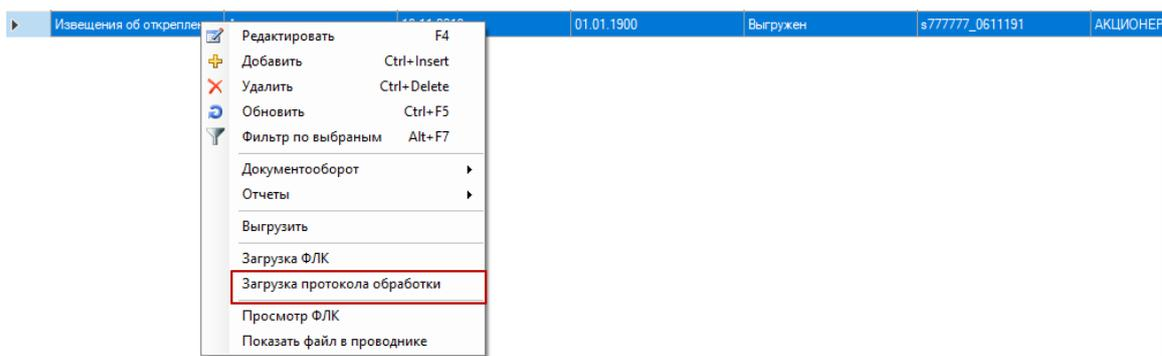 Извещения об открепле 01.01.1900 Выгружен s777777_0611191 АКЦИОНЕР
Редактировать F4
Добавить Ctrl+Insert
Удалить Ctrl+Delete
Обновить Ctrl+F5
Фильтр по выбраным Alt+F7
Документооборот
Отчеты
Выгрузить
Загрузка ФЛК
Загрузка протокола обработки
Просмотр ФЛК
Показать файл в проводнике